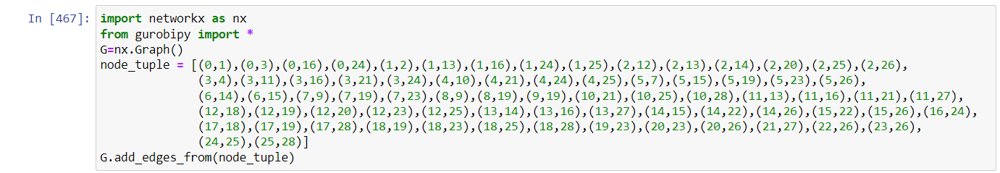 In [467]: import networkx as nx
from gurobipy import *
G=nx.Graph()
node_tuple = [(0,1),(0,3),(0,16),(0,24),(1,2),(1,13),(1,16),(1,24),(1,25),(2,12),(2,13),(2,14),(2,20),(2,25),(2,26),
(3,4),(3,11),(3,16),(3,21),(3,24),(4,10),(4,21),(4,24),(4,25),(5,7),(5,15),(5,19),(5,23),(5,26),
(6,14),(6,15),(7,9),(7,19),(7,23),(8,9),(8,19),(9,19),(10,21),(10,25),(10,28),(11,13),(11,16),(11,21),(11,27),
(12,18),(12,19),(12,20),(12,23),(12,25),(13,14),(13,16),(13,27),(14,15),(14,22),(14,26),(15,22),(15,26),(16,24),
(17,18),(17,19),(17,28),(18,19),(18,23),(18,25),(18,28),(19,23),(20,23),(20,26),(21,27),(22,26),(23,26),
(24,25),(25,28)]
G.add_edges_from(node_tuple)